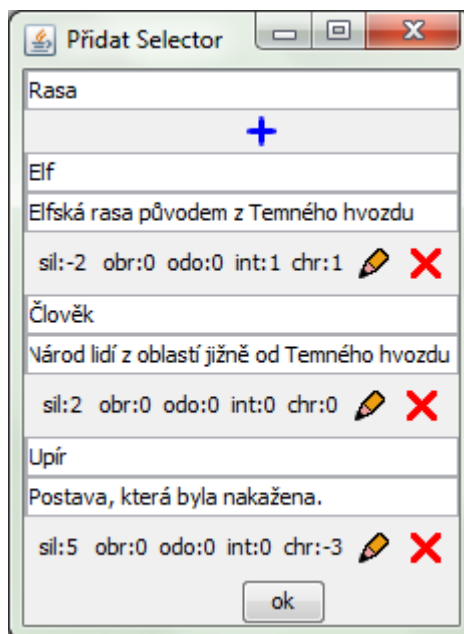 Přidat Selector
Rasa
Elf
Elfská rasa původem z Temného hvozdu
sil:-2 obr:0 odo:0 int:1 chr:1
Člověk
Národ lidí z oblastí jižně od Temného hvozdu
sil:2 obr:0 odo:0 int:0 chr:0
Upír
Postava, která byla nakažena.
sil:5 obr:0 odo:0 int:0 chr:-3
ok